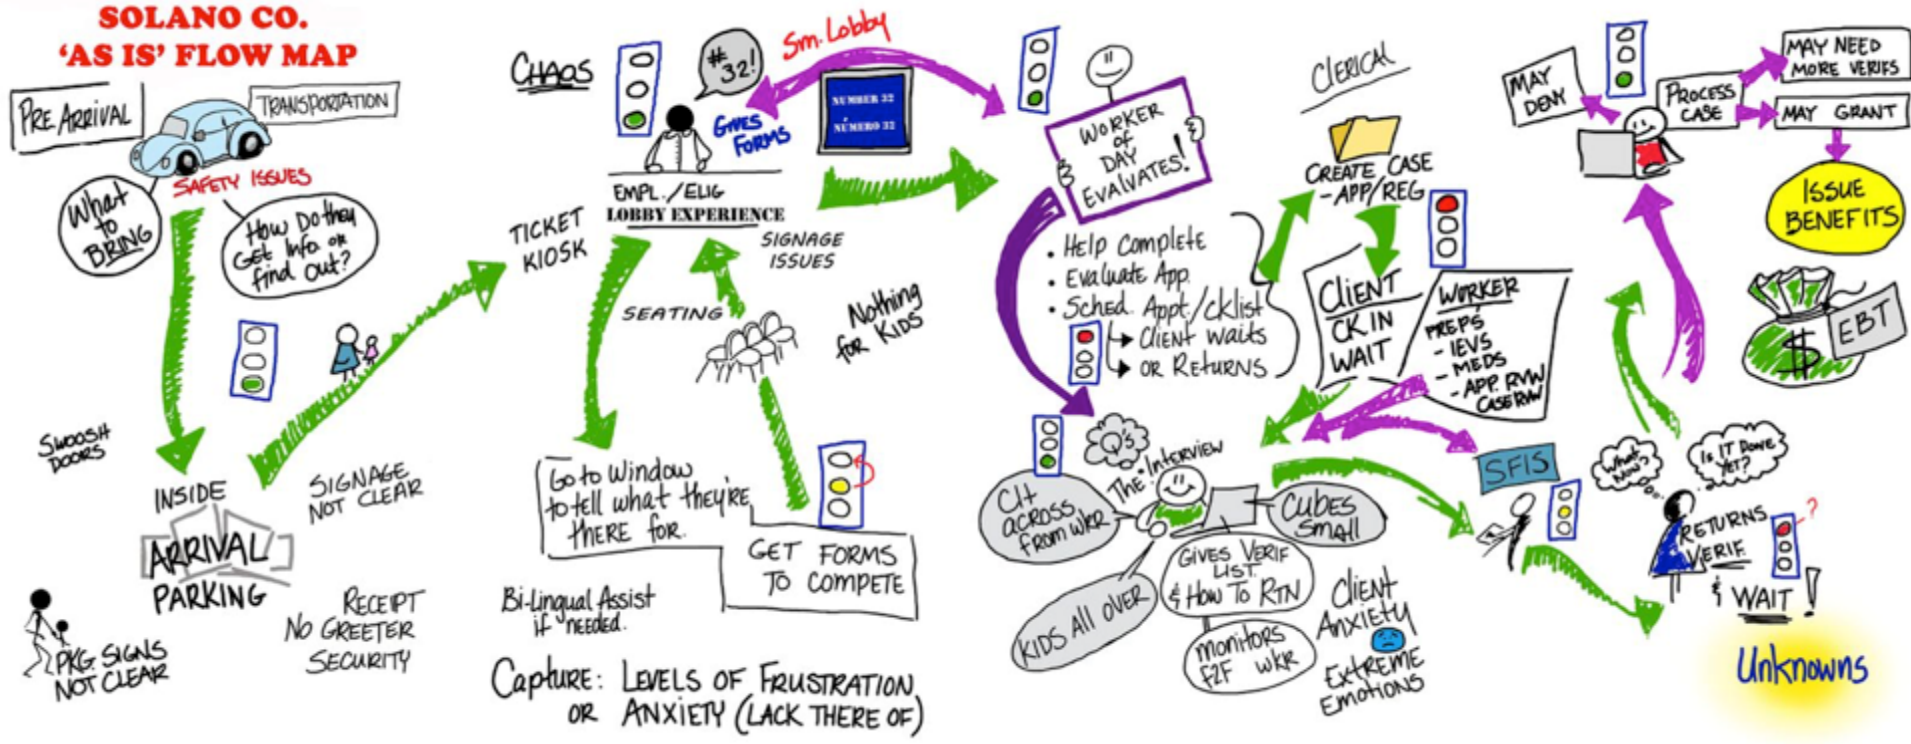 SOLANO CO.
'AS IS' FLOW MAP
PRE ARRIVAL
TRANSPORTATION
SAFETY ISSUES
What
to
BRING
How Do they
Get Info or
find out?
SWOOSH
DOORS
INSIDE
ARRIVAL
PARKING
SIGNAGE
NOT CLEAR
PKG. SIGNS
NOT CLEAR
RECEIPT
NO GREETER
SECURITY
CHAOS
#
32!
Sm. Lobby
GIVES
FORMS
NUMBER 32
NÚMERO 32
EMPL./ELIG
LOBBY EXPERIENCE
TICKET
KIOSK
SIGNAGE
ISSUES
SEATING
Nothing
for KIDS
Go to Window
to tell what they're
there for.
GET FORMS
TO COMPETE
Bi-Lingual Assist
if needed.
Capture: LEVELS OF FRUSTRATION
OR ANXIETY (LACK THERE OF)
WORKER
of
DAY
EVALUATES!
• Help Complete
• Evaluate App.
• Sched. Appt./cklist
Client waits
OR Returns
CLERICAL
CREATE CASE
- APP/REG
CLIENT
CK IN
WAIT
WORKER
PREPS
- IEVS
- MEDS
- APP. RVW
CASE RVW
Q's
The Interview
Clt
across
from wkr
CUBES
Small
KIDS All OVER
GIVES VERIF
LIST
& How To RTN
monitors
F2F wkr
Client
Anxiety
Extreme
Emotions
SFIS
What
Now?
Is IT Done
Yet?
RETURNS
VERIF.
& WAIT!
?
Unknowns
MAY
DENY
PROCESS
CASE
MAY NEED
MORE VERIFS
MAY GRANT
ISSUE
BENEFITS
$
EBT